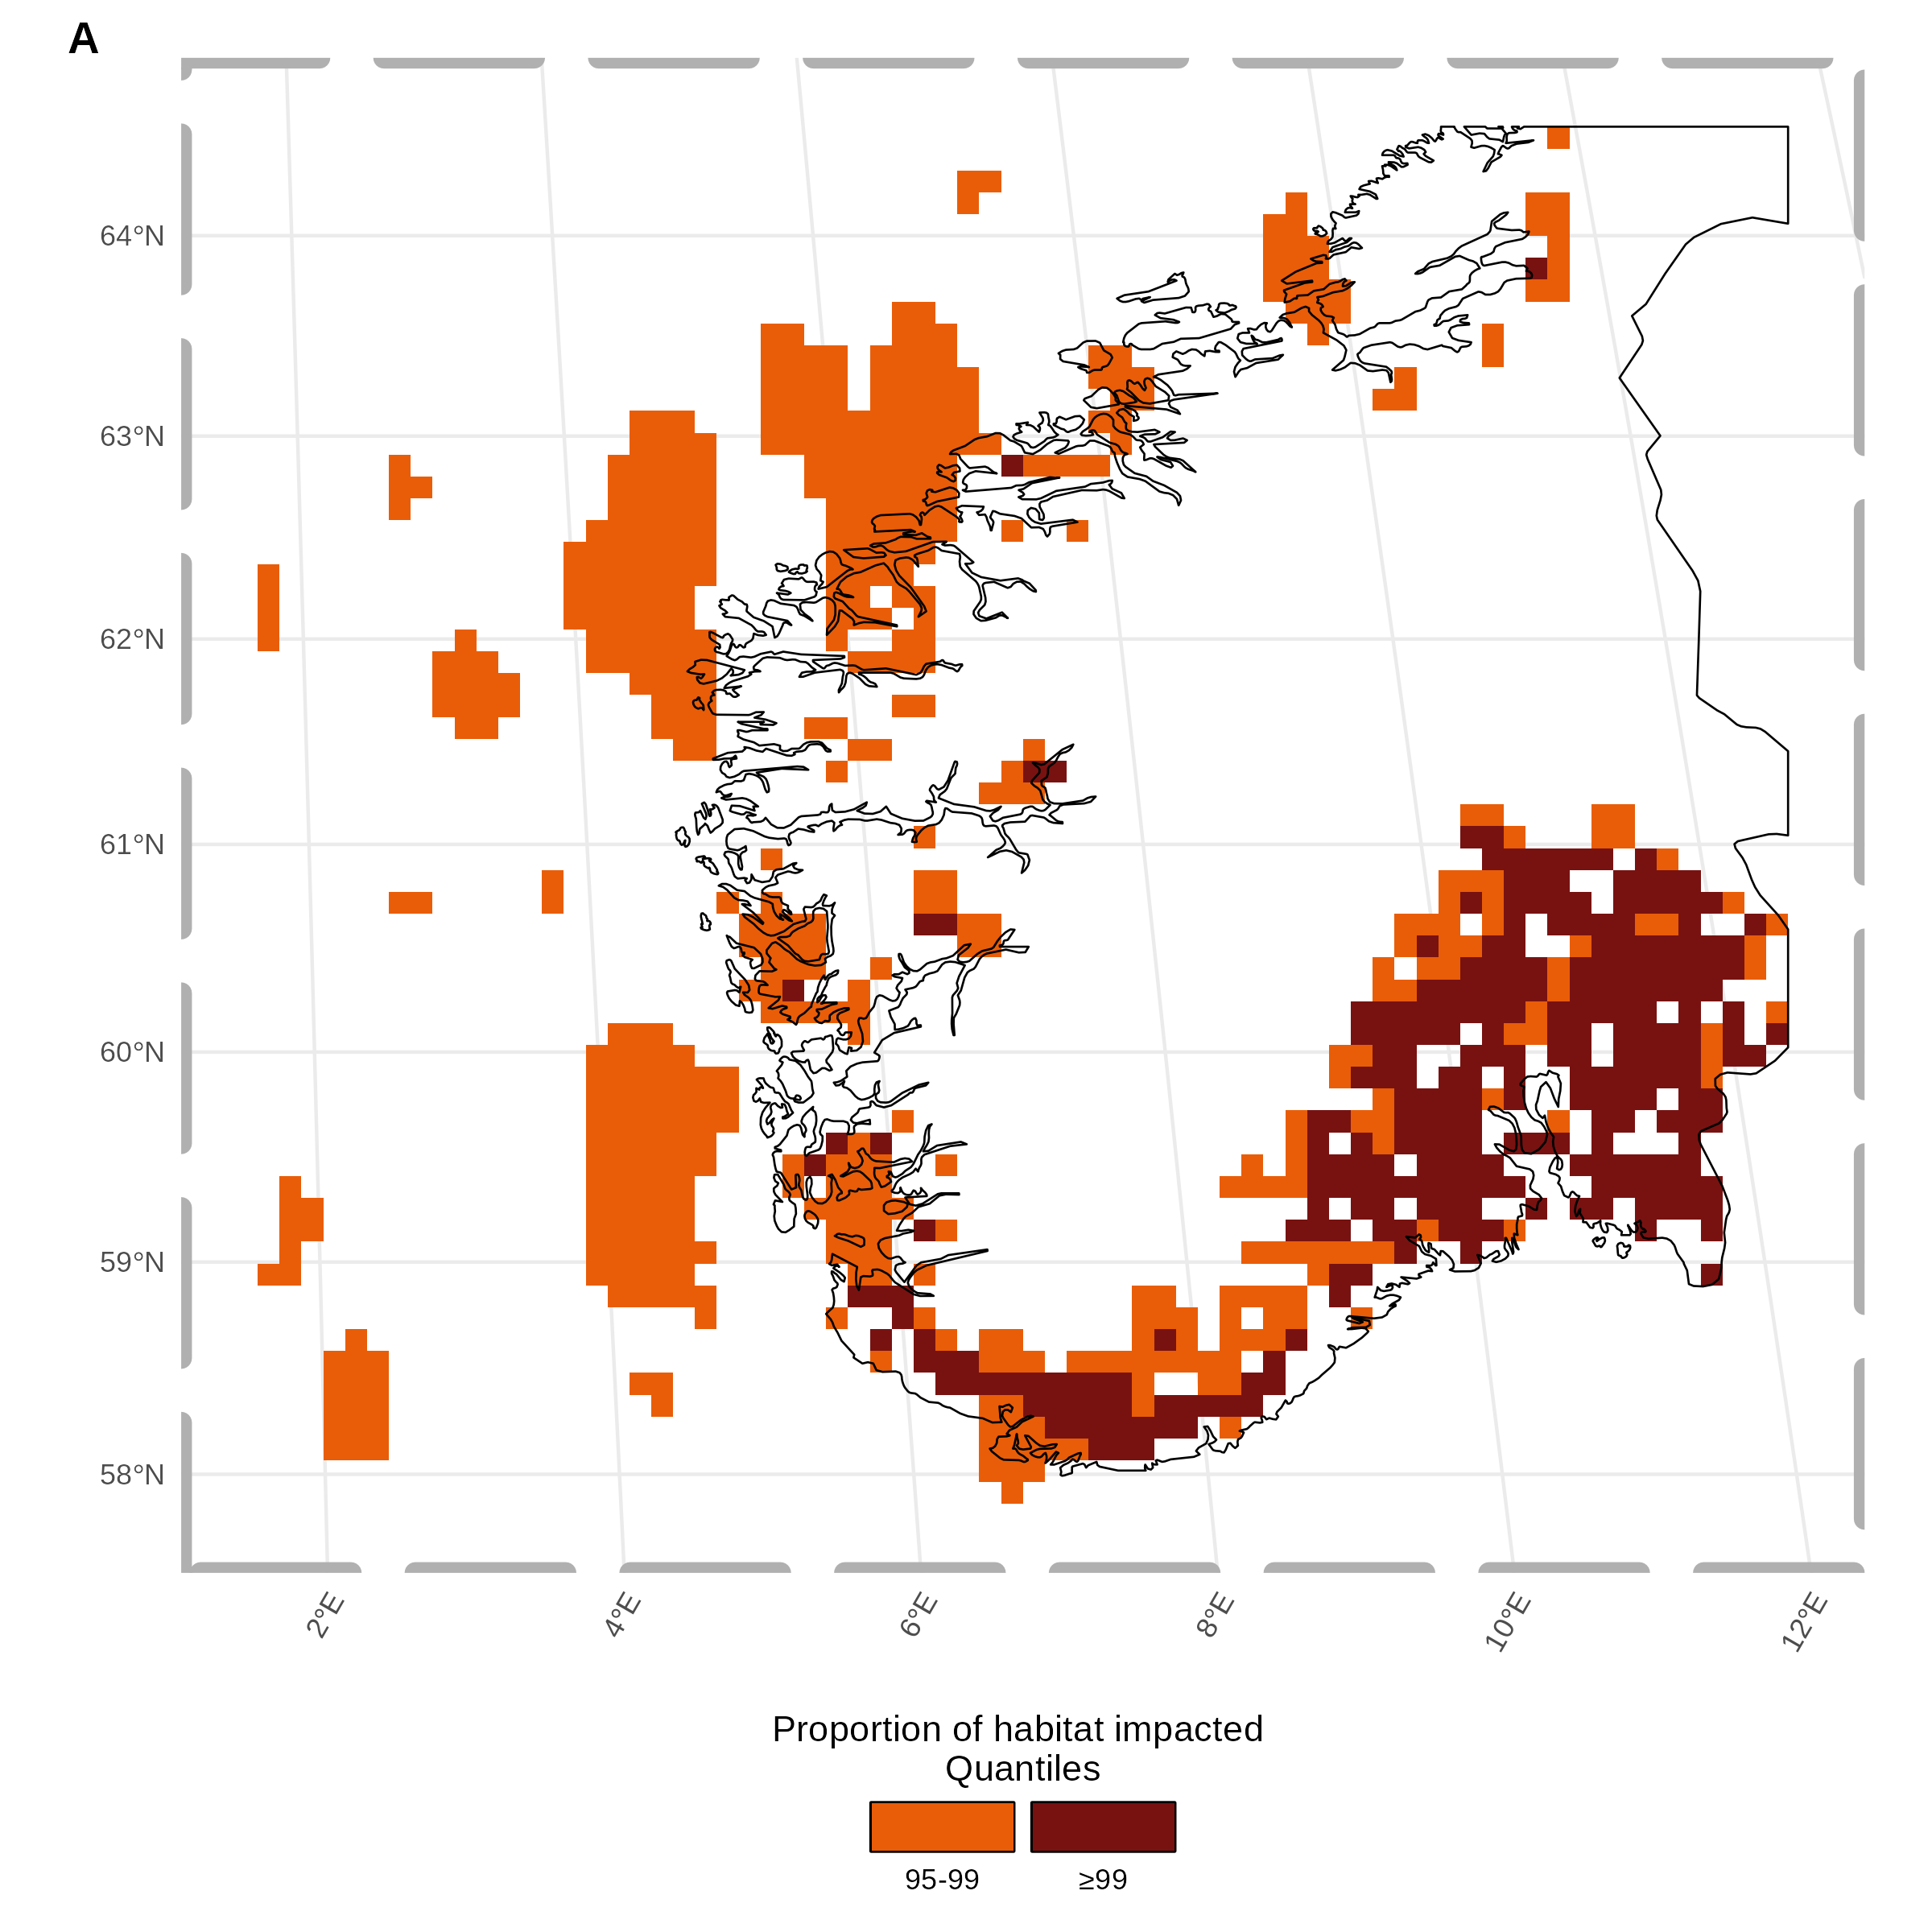 A
64°N
63°N
62°N
61°N
60°N
59°N
58°N
2°E
4°E
6°E
8°E
10°E
12°E
Proportion of habitat impacted
Quantiles
95-99
≥99